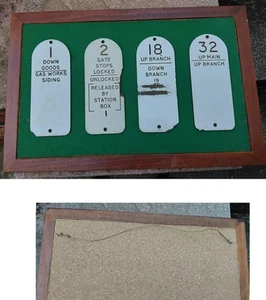 1
DOWN
GOODS
GAS WORKS
SIDING
2
GATE
STOPS
LOCKED
UNLOCKED
RELEASED
BY
STATION
BOX
1
18
UP BRANCH
DOWN
BRANCH
19
32
UP MAIN
UP BRANCH